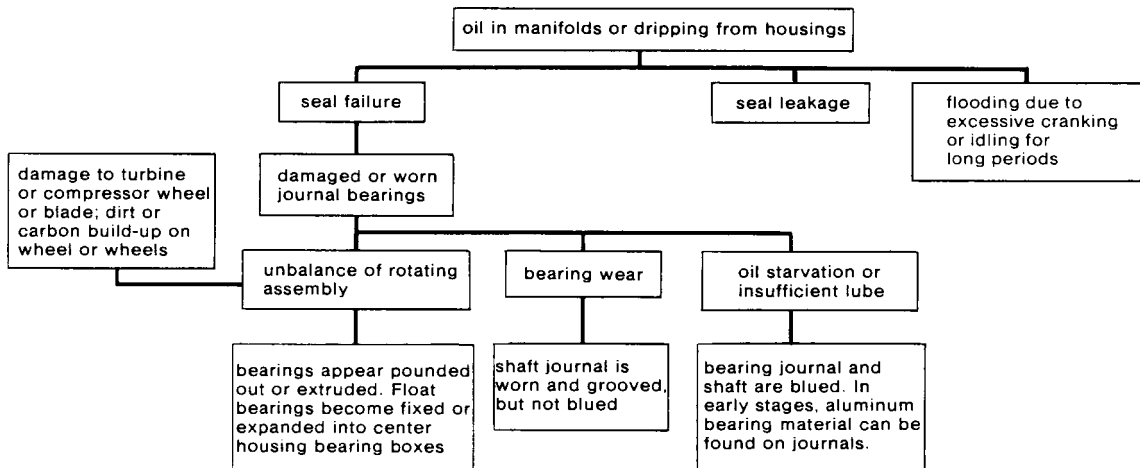 oil in manifolds or dripping from housings
seal failure
seal leakage
flooding due to
excessive cranking
or idling for
long periods
damage to turbine
or compressor wheel
or blade; dirt or
carbon build-up on
wheel or wheels
damaged or worn
journal bearings
unbalance of rotating
assembly
bearing wear
oil starvation or
insufficient lube
bearings appear pounded
out or extruded. Float
bearings become fixed or
expanded into center
housing bearing boxes
shaft journal is
worn and grooved,
but not blued
bearing journal and
shaft are blued. In
early stages, aluminum
bearing material can be
found on journals.